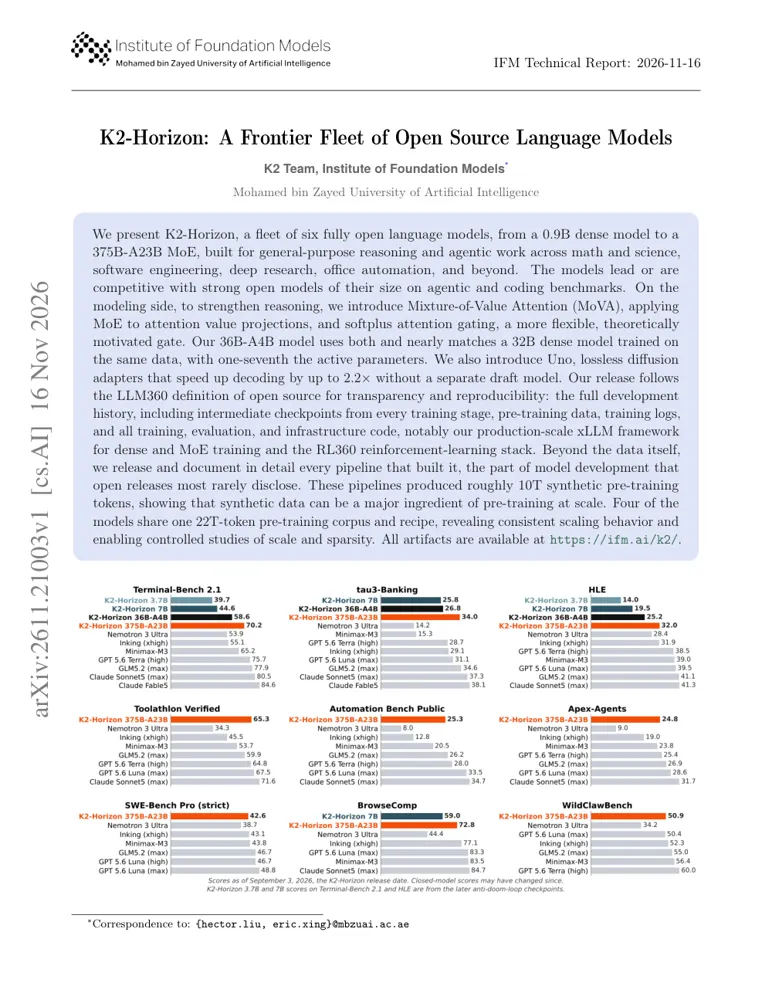 Institute of Foundation Models
Mohamed bin Zayed University of Artificial Intelligence
IFM Technical Report: 2026-11-16
K2-Horizon: A Frontier Fleet of Open Source Language Models
K2 Team, Institute of Foundation Models*
Mohamed bin Zayed University of Artificial Intelligence
arXiv:2611.21003v1 [cs.AI] 16 Nov 2026
We present K2-Horizon, a fleet of six fully open language models, from a 0.9B dense model to a
375B-A23B MoE, built for general-purpose reasoning and agentic work across math and science,
software engineering, deep research, office automation, and beyond. The models lead or are
competitive with strong open models of their size on agentic and coding benchmarks. On the
modeling side, to strengthen reasoning, we introduce Mixture-of-Value Attention (MoVA), applying
MoE to attention value projections, and softplus attention gating, a more flexible, theoretically
motivated gate. Our 36B-A4B model uses both and nearly matches a 32B dense model trained on
the same data, with one-seventh the active parameters. We also introduce Uno, lossless diffusion
adapters that speed up decoding by up to 2.2× without a separate draft model. Our release follows
the LLM360 definition of open source for transparency and reproducibility: the full development
history, including intermediate checkpoints from every training stage, pre-training data, training logs,
and all training, evaluation, and infrastructure code, notably our production-scale xLLM framework
for dense and MoE training and the RL360 reinforcement-learning stack. Beyond the data itself,
we release and document in detail every pipeline that built it, the part of model development that
open releases most rarely disclose. These pipelines produced roughly 10T synthetic pre-training
tokens, showing that synthetic data can be a major ingredient of pre-training at scale. Four of the
models share one 22T-token pre-training corpus and recipe, revealing consistent scaling behavior and
enabling controlled studies of scale and sparsity. All artifacts are available at https://ifm.ai/k2/.
Terminal-Bench 2.1
K2-Horizon 3.7B 39.7
K2-Horizon 7B 44.6
K2-Horizon 36B-A4B 58.6
K2-Horizon 375B-A23B 70.2
Nemotron 3 Ultra 53.9
Inking (xhigh) 55.1
Minimax-M3 65.2
GPT 5.6 Terra (high) 75.7
GLM5.2 (max) 77.9
Claude Sonnet5 (max) 80.5
Claude Fable5 84.6
tau3-Banking
K2-Horizon 7B 25.8
K2-Horizon 36B-A4B 26.8
K2-Horizon 375B-A23B 34.0
Nemotron 3 Ultra 14.2
Minimax-M3 15.3
GPT 5.6 Terra (high) 28.7
Inking (xhigh) 29.1
GPT 5.6 Luna (max) 31.1
GLM5.2 (max) 34.6
Claude Sonnet5 (max) 37.3
Claude Fable5 38.1
HLE
K2-Horizon 3.7B 14.0
K2-Horizon 7B 19.5
K2-Horizon 36B-A4B 25.2
K2-Horizon 375B-A23B 32.0
Nemotron 3 Ultra 28.4
Inking (xhigh) 31.9
GPT 5.6 Terra (high) 38.5
Minimax-M3 39.0
GPT 5.6 Luna (max) 39.5
GLM5.2 (max) 41.1
Claude Sonnet5 (max) 41.3
Toolathlon Verified
K2-Horizon 375B-A23B 65.3
Nemotron 3 Ultra 34.3
Inking (xhigh) 45.5
Minimax-M3 53.7
GLM5.2 (max) 59.9
GPT 5.6 Terra (high) 64.8
GPT 5.6 Luna (max) 67.5
Claude Sonnet5 (max) 71.6
Automation Bench Public
K2-Horizon 375B-A23B 25.3
Nemotron 3 Ultra 8.0
Inking (xhigh) 12.8
Minimax-M3 20.5
GLM5.2 (max) 26.2
GPT 5.6 Terra (high) 28.0
GPT 5.6 Luna (max) 33.5
Claude Sonnet5 (max) 34.7
Apex-Agents
K2-Horizon 375B-A23B 24.8
Nemotron 3 Ultra 9.0
Inking (xhigh) 19.0
Minimax-M3 23.8
GPT 5.6 Terra (high) 25.4
GLM5.2 (max) 26.9
GPT 5.6 Luna (max) 28.6
Claude Sonnet5 (max) 31.7
SWE-Bench Pro (strict)
K2-Horizon 375B-A23B 42.6
Nemotron 3 Ultra 38.7
Inking (xhigh) 43.1
Minimax-M3 43.8
GLM5.2 (max) 46.7
GPT 5.6 Luna (high) 46.7
GPT 5.6 Luna (max) 48.8
BrowseComp
K2-Horizon 7B 59.0
K2-Horizon 375B-A23B 72.8
Nemotron 3 Ultra 44.4
Inking (xhigh) 77.1
GPT 5.6 Luna (max) 83.3
Minimax-M3 83.5
Claude Sonnet5 (max) 84.7
WildClawBench
K2-Horizon 375B-A23B 50.9
Nemotron 3 Ultra 34.2
GPT 5.6 Luna (max) 50.4
Inking (xhigh) 52.3
GLM5.2 (max) 55.0
Minimax-M3 56.4
GPT 5.6 Terra (high) 60.0
Scores as of September 3, 2026, the K2-Horizon release date. Closed-model scores may have changed since.
K2-Horizon 3.7B and 7B scores on Terminal-Bench 2.1 and HLE are from the later anti-doom-loop checkpoints.
*Correspondence to: {hector.liu, eric.xing}@mbzuai.ac.ae